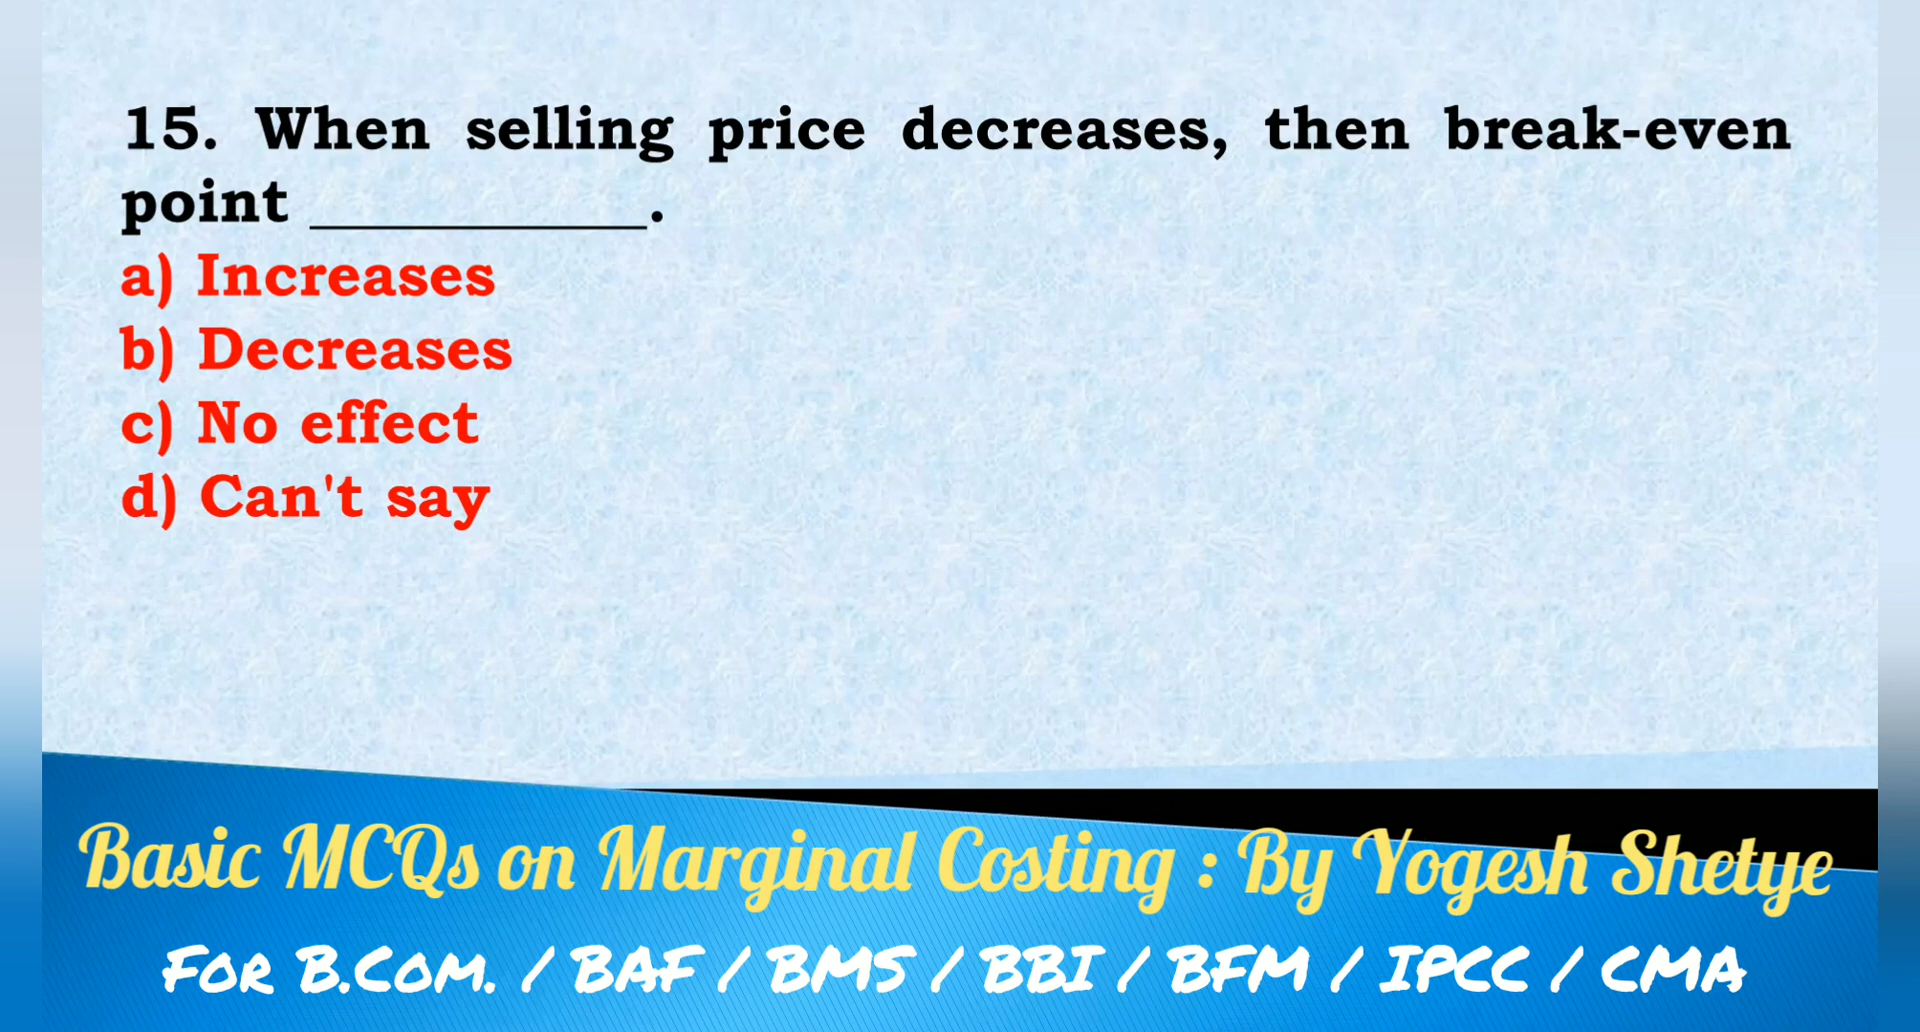 15. When selling price decreases, then break-even
point ____________.
a) Increases
b) Decreases
c) No effect
d) Can't say
Basic MCQs on Marginal Costing : By Yogesh Shetye
FOR B.COM. / BAF / BMS / BBI / BFM / IPCC / CMA